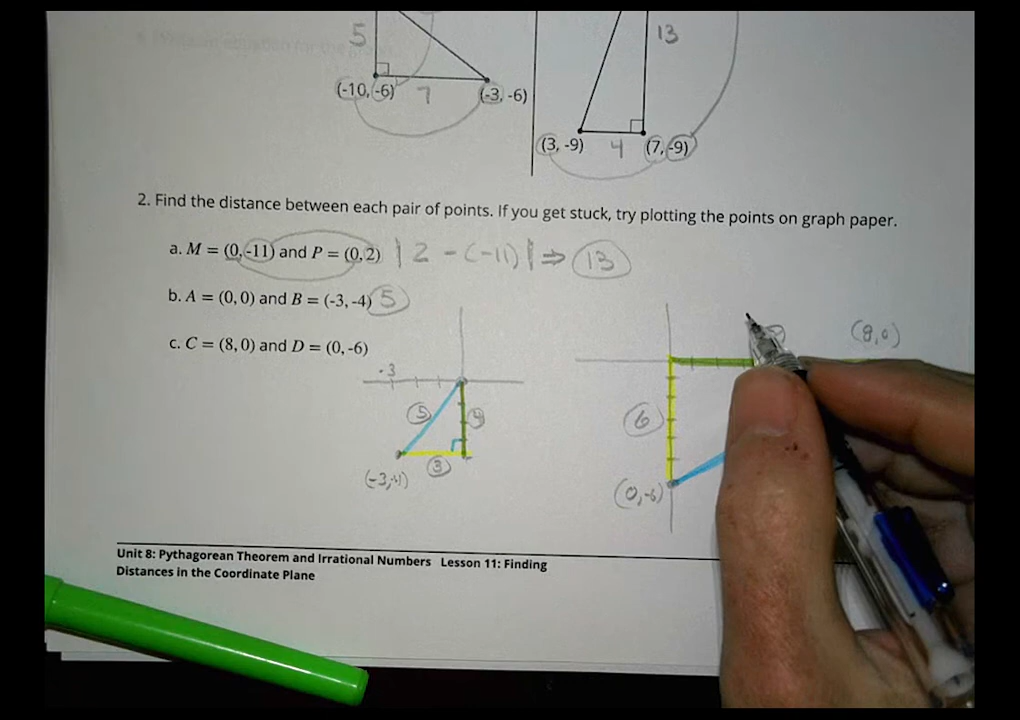 5
13
(-10, -6) 7 (-3, -6)
(3, -9) 4 (7, -9)
2. Find the distance between each pair of points. If you get stuck, try plotting the points on graph paper.
a. M = (0, -11) and P = (0, 2) |2 - (-11)| ⇒ 13
b. A = (0, 0) and B = (-3, -4) 5
c. C = (8, 0) and D = (0, -6)
(8, 0)
-3
5 4
6
3
(-3, -4)
(0, -6)
Unit 8: Pythagorean Theorem and Irrational Numbers Lesson 11: Finding
Distances in the Coordinate Plane